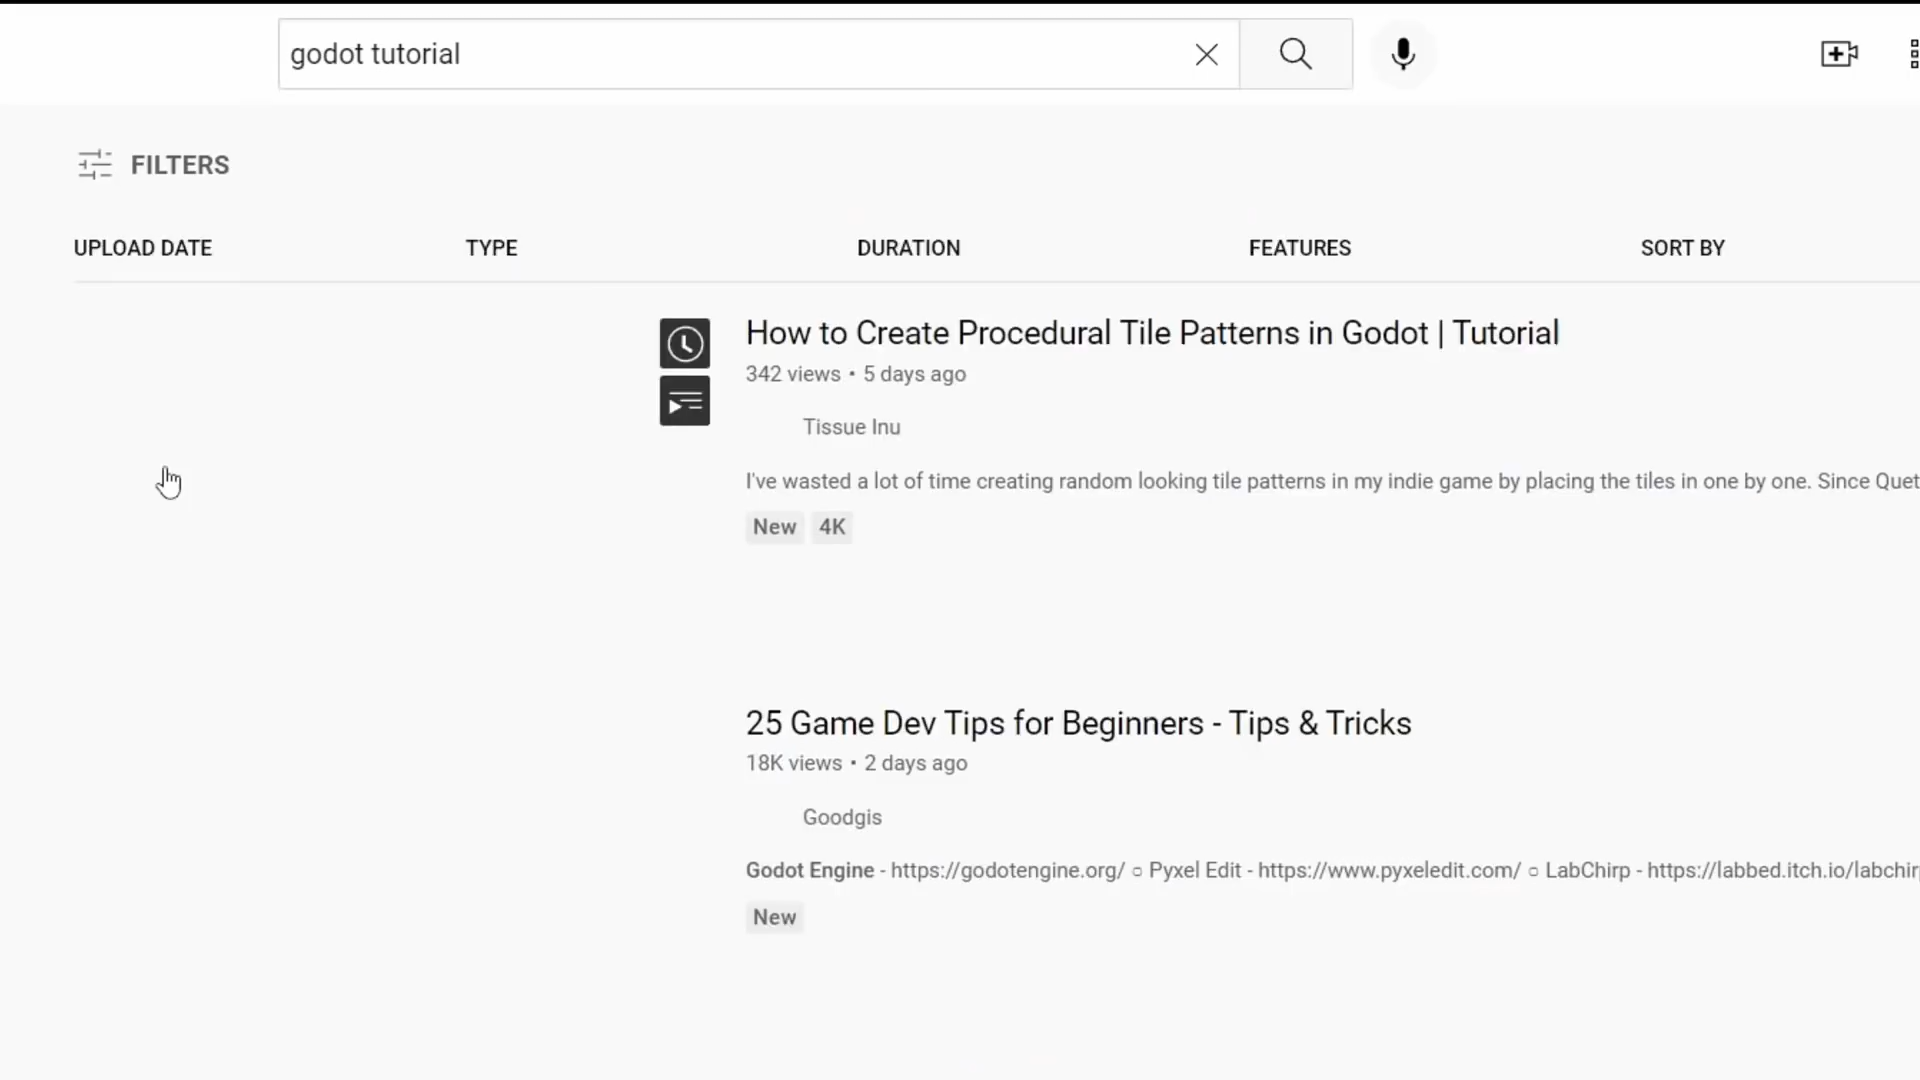 godot tutorial
FILTERS
UPLOAD DATE TYPE DURATION FEATURES SORT BY
How to Create Procedural Tile Patterns in Godot | Tutorial
342 views • 5 days ago
Tissue Inu
I've wasted a lot of time creating random looking tile patterns in my indie game by placing the tiles in one by one. Since Quet
New 4K
25 Game Dev Tips for Beginners - Tips & Tricks
18K views • 2 days ago
Goodgis
Godot Engine - https://godotengine.org/ ○ Pyxel Edit - https://www.pyxeledit.com/ ○ LabChirp - https://labbed.itch.io/labchirp
New